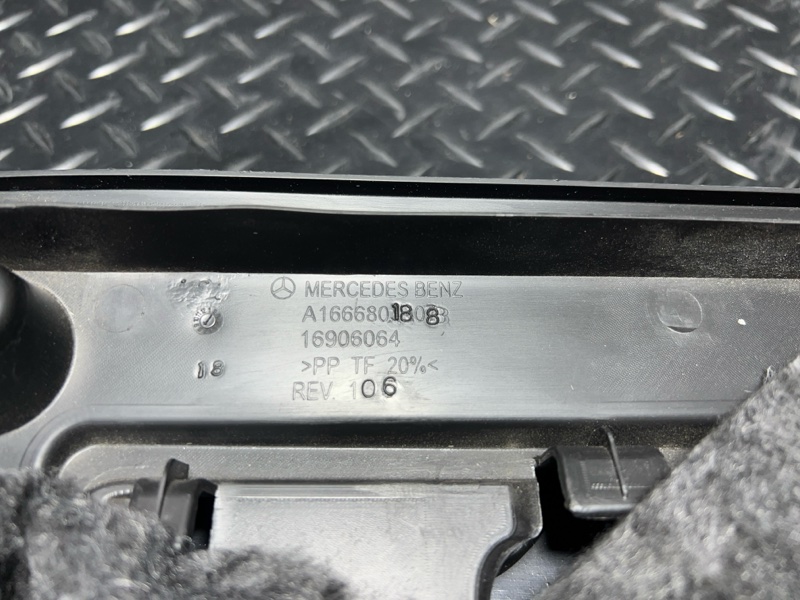 MERCEDES BENZ
16906064
18
>PP TF 20%<
REV. 106